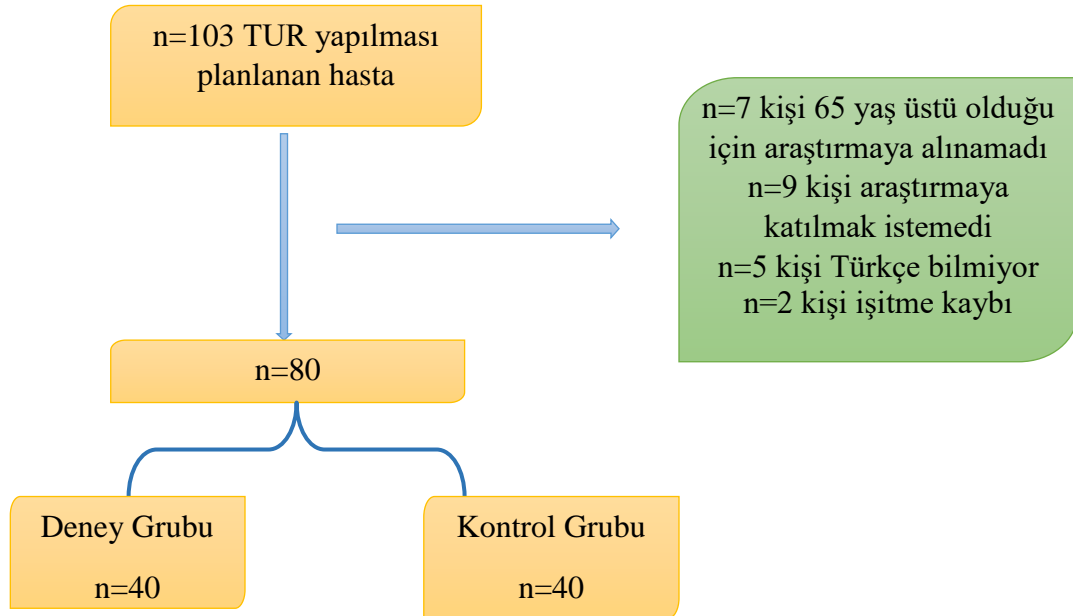 n=103 TUR yapılması
planlanan hasta
n=7 kişi 65 yaş üstü olduğu
için araştırmaya alınamadı
n=9 kişi araştırmaya
katılmak istemedi
n=5 kişi Türkçe bilmiyor
n=2 kişi işitme kaybı
n=80
Deney Grubu
n=40
Kontrol Grubu
n=40